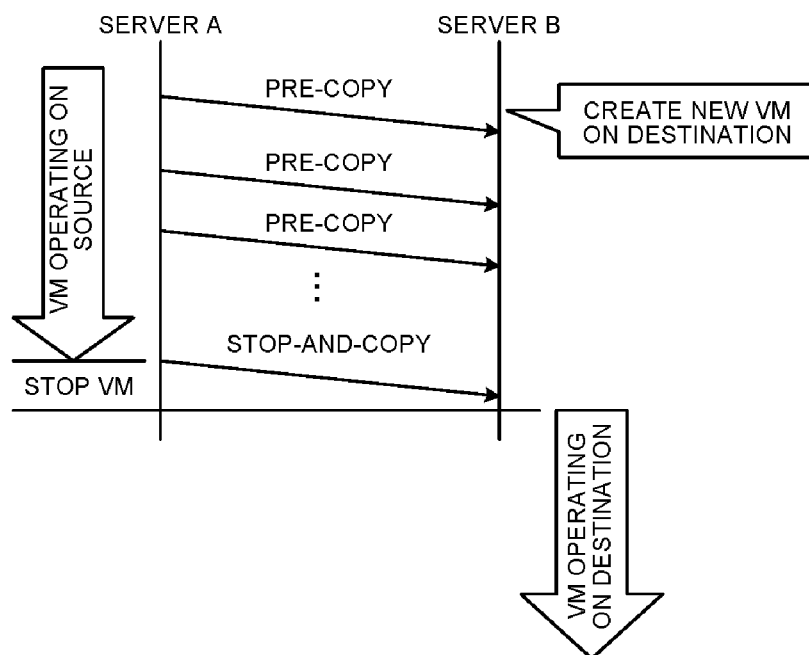 SERVER A
SERVER B
VM OPERATING ON
SOURCE
PRE-COPY
CREATE NEW VM
ON DESTINATION
PRE-COPY
PRE-COPY
STOP-AND-COPY
STOP VM
VM OPERATING
ON DESTINATION